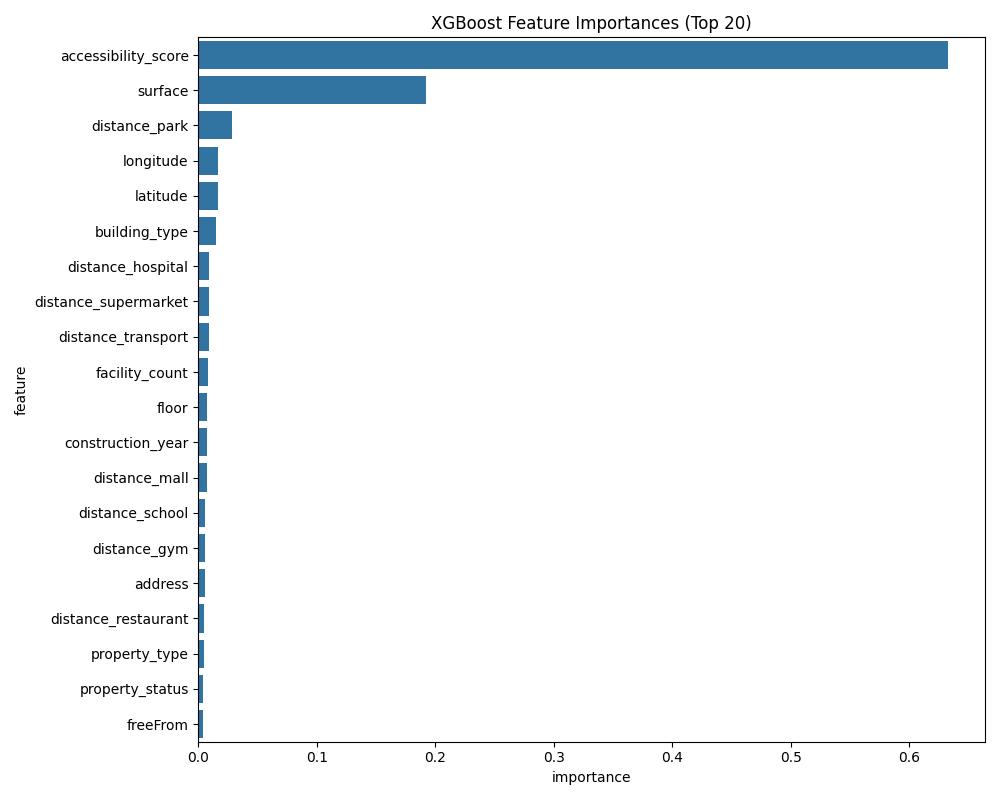 XGBoost Feature Importances (Top 20)
accessibility_score
surface
distance_park
longitude
latitude
building_type
distance_hospital
distance_supermarket
distance_transport
facility_count
floor
construction_year
distance_mall
distance_school
distance_gym
address
distance_restaurant
property_type
property_status
freeFrom
feature
0.0 0.1 0.2 0.3 0.4 0.5 0.6
importance